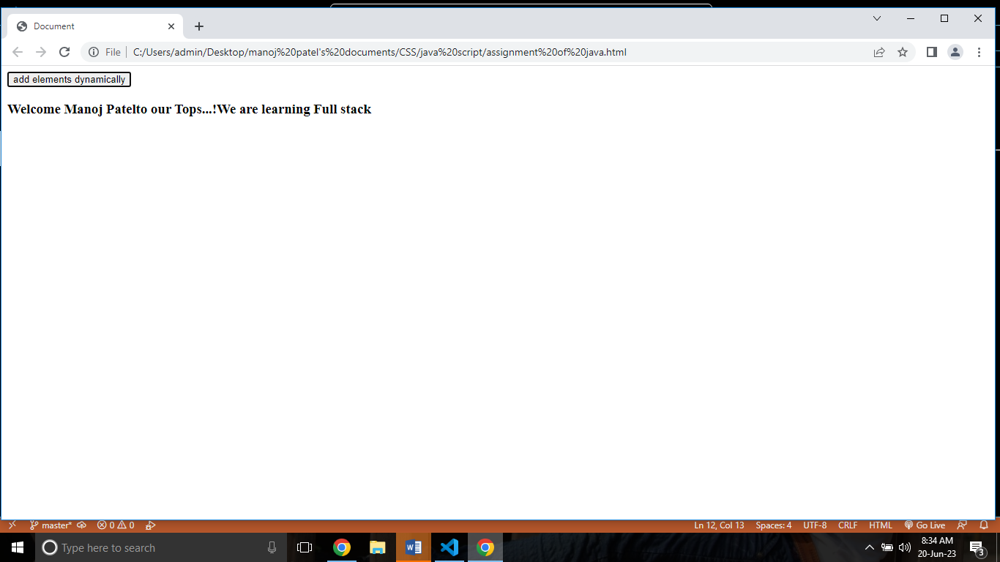 Document
File
C:/Users/admin/Desktop/manoj%20patel's%20documents/CSS/java%20script/assignment%20of%20java.html
add elements dynamically
Welcome Manoj Patelto our Tops...!We are learning Full stack
master* 0 0 Ln 12, Col 13 Spaces: 4 UTF-8 CRLF HTML Go Live
Type here to search
8:34 AM
20-Jun-23
3